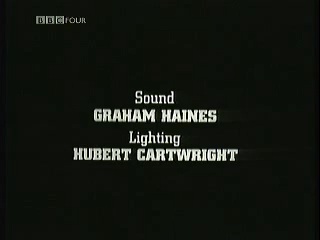 BBC FOUR
Sound
GRAHAM HAINES
Lighting
HUBERT CARTWRIGHT